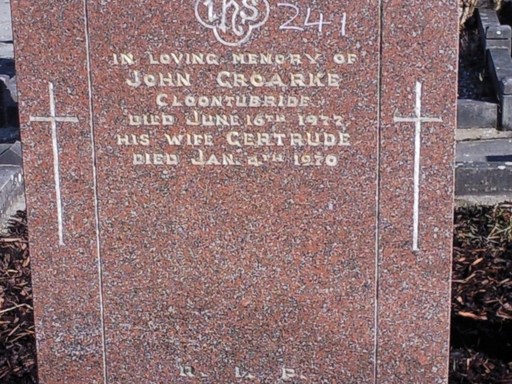 IHS 241
IN LOVING MEMORY OF
JOHN GROARKE
CLOONTUBRIDE,
DIED JUNE 16TH 1977,
HIS WIFE GERTRUDE
DIED JAN. 4TH 1970
R. I. P.